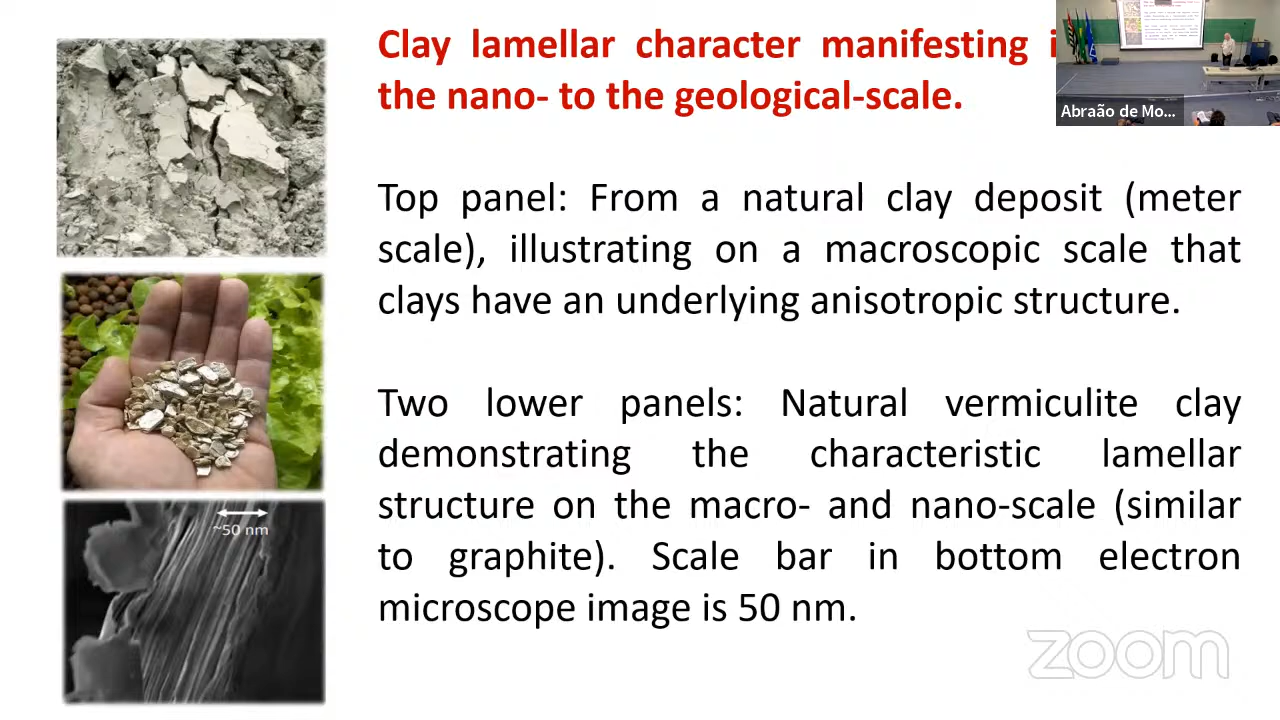 Clay lamellar character manifesting
the nano- to the geological-scale.
Abraão de Mo...
Top panel: From a natural clay deposit (meter
scale), illustrating on a macroscopic scale that
clays have an underlying anisotropic structure.
Two lower panels: Natural vermiculite clay
demonstrating the characteristic lamellar
structure on the macro- and nano-scale (similar
to graphite). Scale bar in bottom electron
microscope image is 50 nm.
~50 nm
zoom